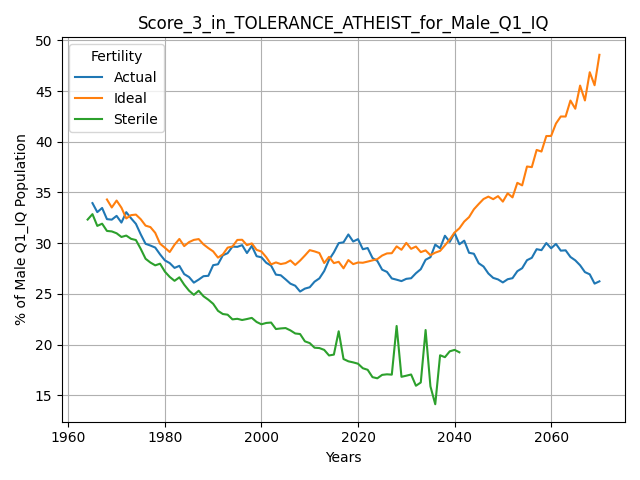 Score_3_in_TOLERANCE_ATHEIST_for_Male_Q1_IQ
Fertility
Actual
Ideal
Sterile
% of Male Q1_IQ Population
50
45
40
35
30
25
20
15
1960
1980
2000
2020
2040
2060
Years